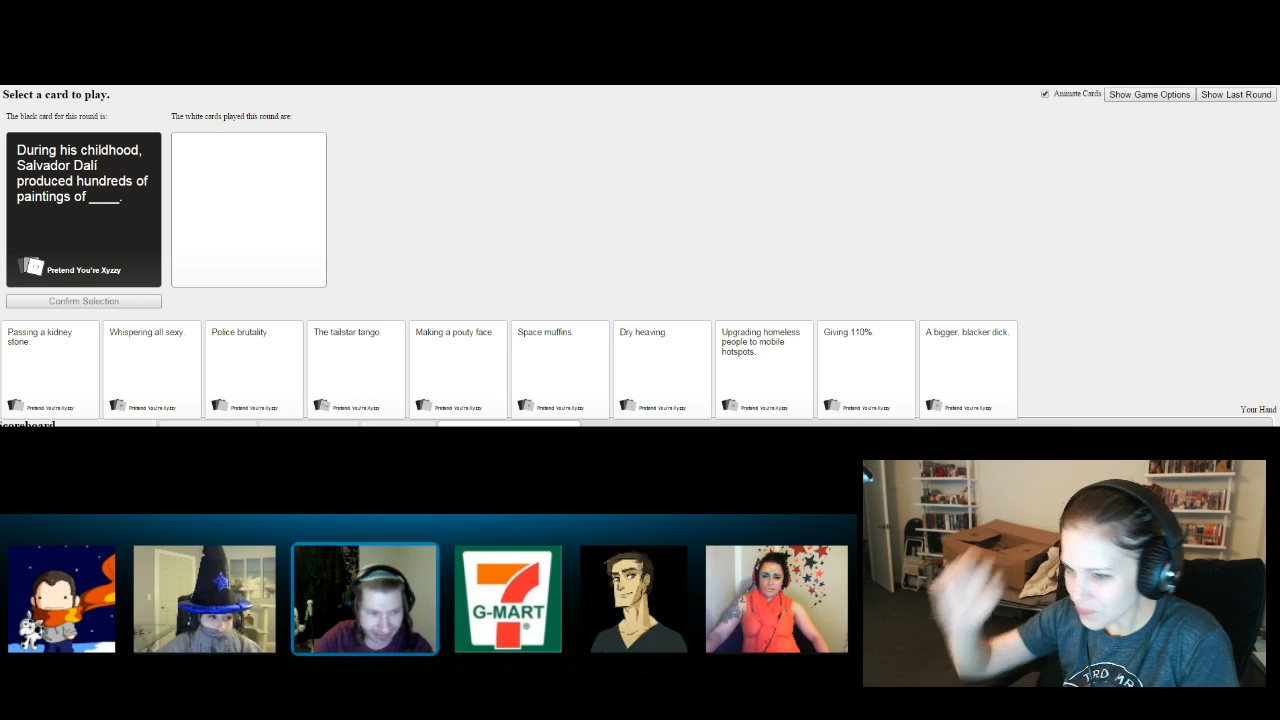 Select a card to play.
Animate Cards
Show Game Options
Show Last Round
The black card for this round is:
The white cards played this round are:
During his childhood,
Salvador Dalí
produced hundreds of
paintings of ____.
Pretend You're Xyzzy
Confirm Selection
Passing a kidney
stone.
Pretend You're Xyzzy
Whispering all sexy.
Pretend You're Xyzzy
Police brutality.
Pretend You're Xyzzy
The tailstar tango.
Pretend You're Xyzzy
Making a pouty face.
Pretend You're Xyzzy
Space muffins.
Pretend You're Xyzzy
Dry heaving.
Pretend You're Xyzzy
Upgrading homeless
people to mobile
hotspots.
Pretend You're Xyzzy
Giving 110%.
Pretend You're Xyzzy
A bigger, blacker dick.
Pretend You're Xyzzy
Your Hand
Scoreboard
7
G-MART